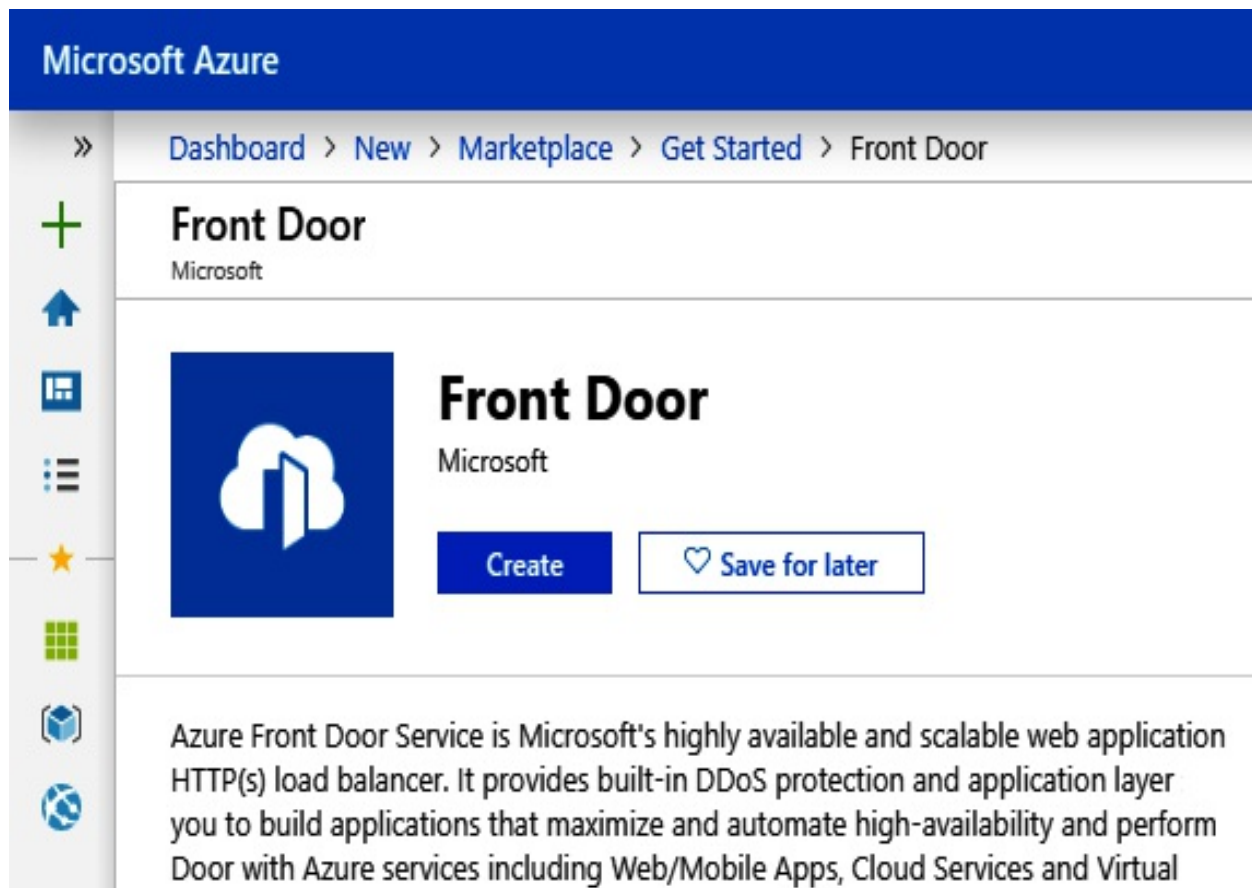 Microsoft Azure
» Dashboard > New > Marketplace > Get Started > Front Door
Front Door
Microsoft
Front Door
Microsoft
Create ♡ Save for later
Azure Front Door Service is Microsoft's highly available and scalable web application
HTTP(s) load balancer. It provides built-in DDoS protection and application layer
you to build applications that maximize and automate high-availability and perform
Door with Azure services including Web/Mobile Apps, Cloud Services and Virtual